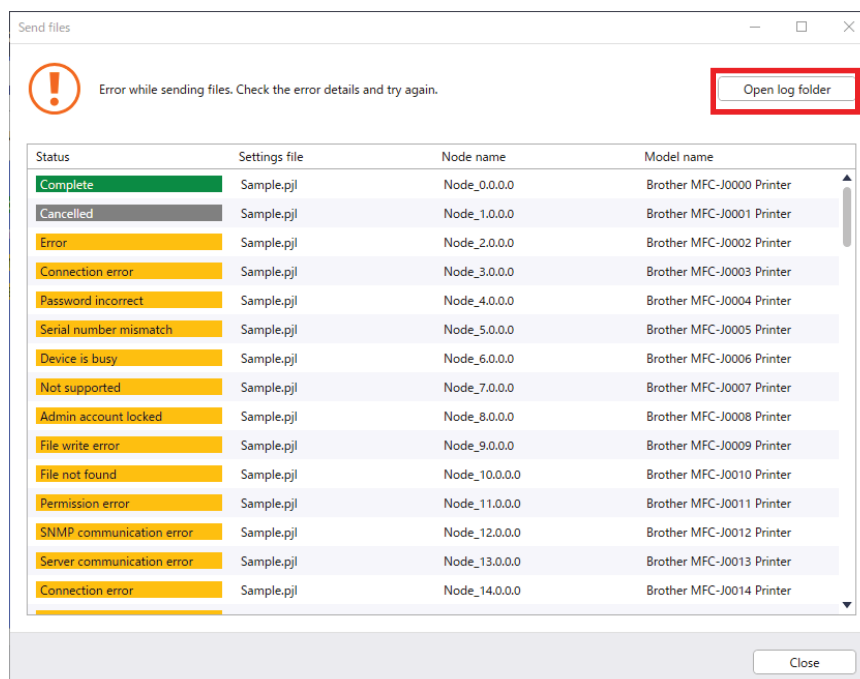 Send files
Error while sending files. Check the error details and try again.
Open log folder
Status Settings file Node name Model name
Complete Sample.pjl Node_0.0.0.0 Brother MFC-J0000 Printer
Cancelled Sample.pjl Node_1.0.0.0 Brother MFC-J0001 Printer
Error Sample.pjl Node_2.0.0.0 Brother MFC-J0002 Printer
Connection error Sample.pjl Node_3.0.0.0 Brother MFC-J0003 Printer
Password incorrect Sample.pjl Node_4.0.0.0 Brother MFC-J0004 Printer
Serial number mismatch Sample.pjl Node_5.0.0.0 Brother MFC-J0005 Printer
Device is busy Sample.pjl Node_6.0.0.0 Brother MFC-J0006 Printer
Not supported Sample.pjl Node_7.0.0.0 Brother MFC-J0007 Printer
Admin account locked Sample.pjl Node_8.0.0.0 Brother MFC-J0008 Printer
File write error Sample.pjl Node_9.0.0.0 Brother MFC-J0009 Printer
File not found Sample.pjl Node_10.0.0.0 Brother MFC-J0010 Printer
Permission error Sample.pjl Node_11.0.0.0 Brother MFC-J0011 Printer
SNMP communication error Sample.pjl Node_12.0.0.0 Brother MFC-J0012 Printer
Server communication error Sample.pjl Node_13.0.0.0 Brother MFC-J0013 Printer
Connection error Sample.pjl Node_14.0.0.0 Brother MFC-J0014 Printer
Close